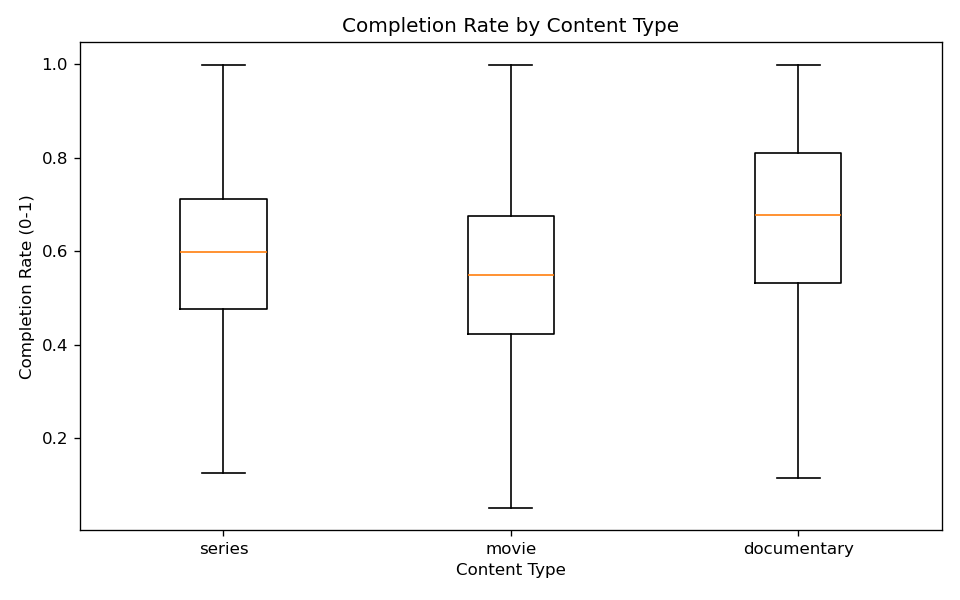 Completion Rate by Content Type
Completion Rate (0-1)
1.0
0.8
0.6
0.4
0.2
series movie documentary
Content Type